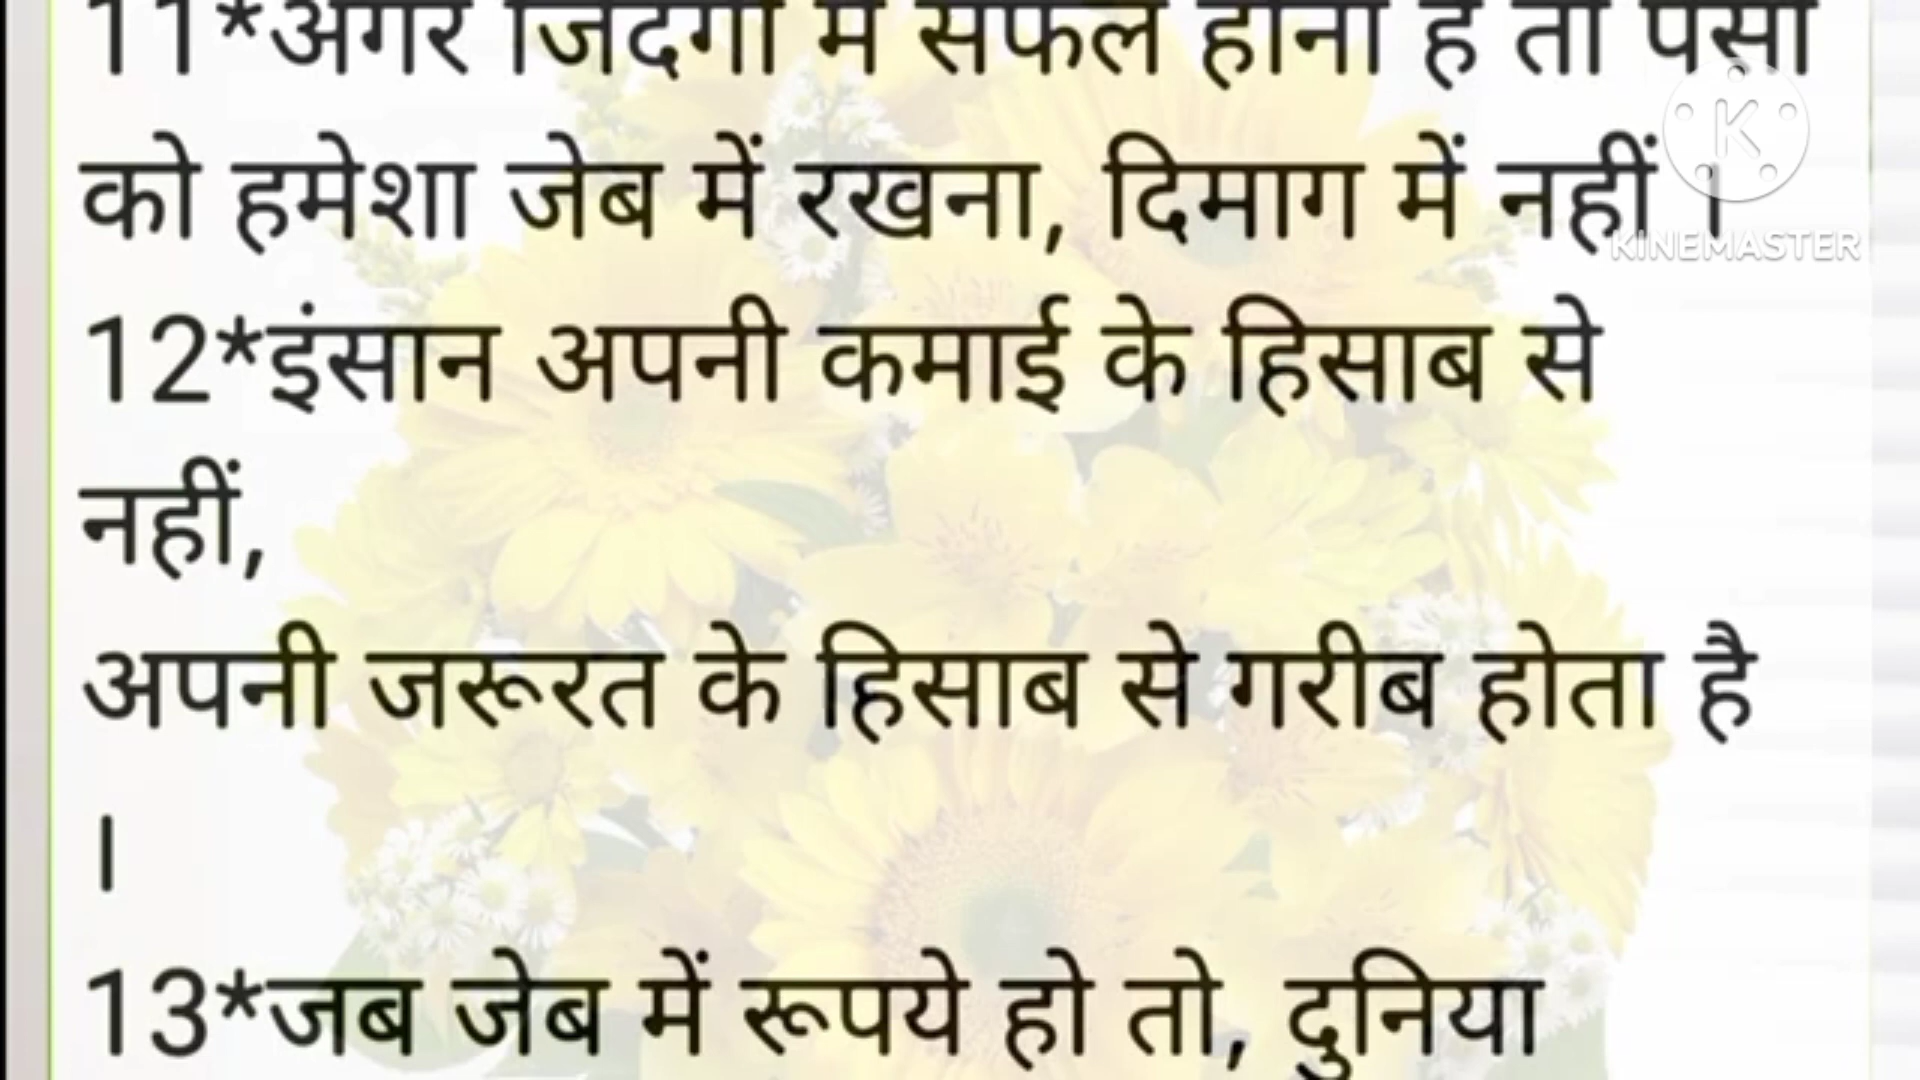 11*अगर जिंदगी में सफल होना है तो पैसों
को हमेशा जेब में रखना, दिमाग में नहीं ।
KINEMASTER
12*इंसान अपनी कमाई के हिसाब से
नहीं,
अपनी जरूरत के हिसाब से गरीब होता है
।
13*जब जेब में रूपये हो तो, दुनिया